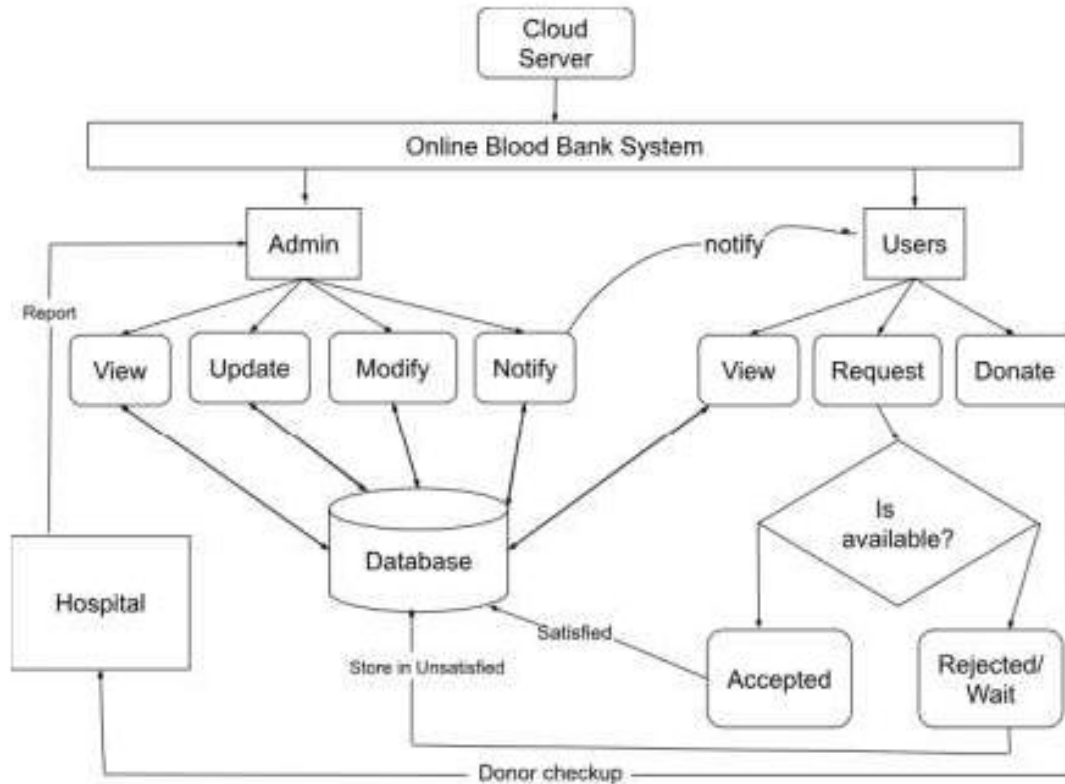 Cloud
Server
Online Blood Bank System
Admin
notify
Users
Report
View
Update
Modify
Notify
View
Request
Donate
Is
available?
Database
Hospital
Satisfied
Store in Unsatisfied
Accepted
Rejected/
Wait
Donor checkup